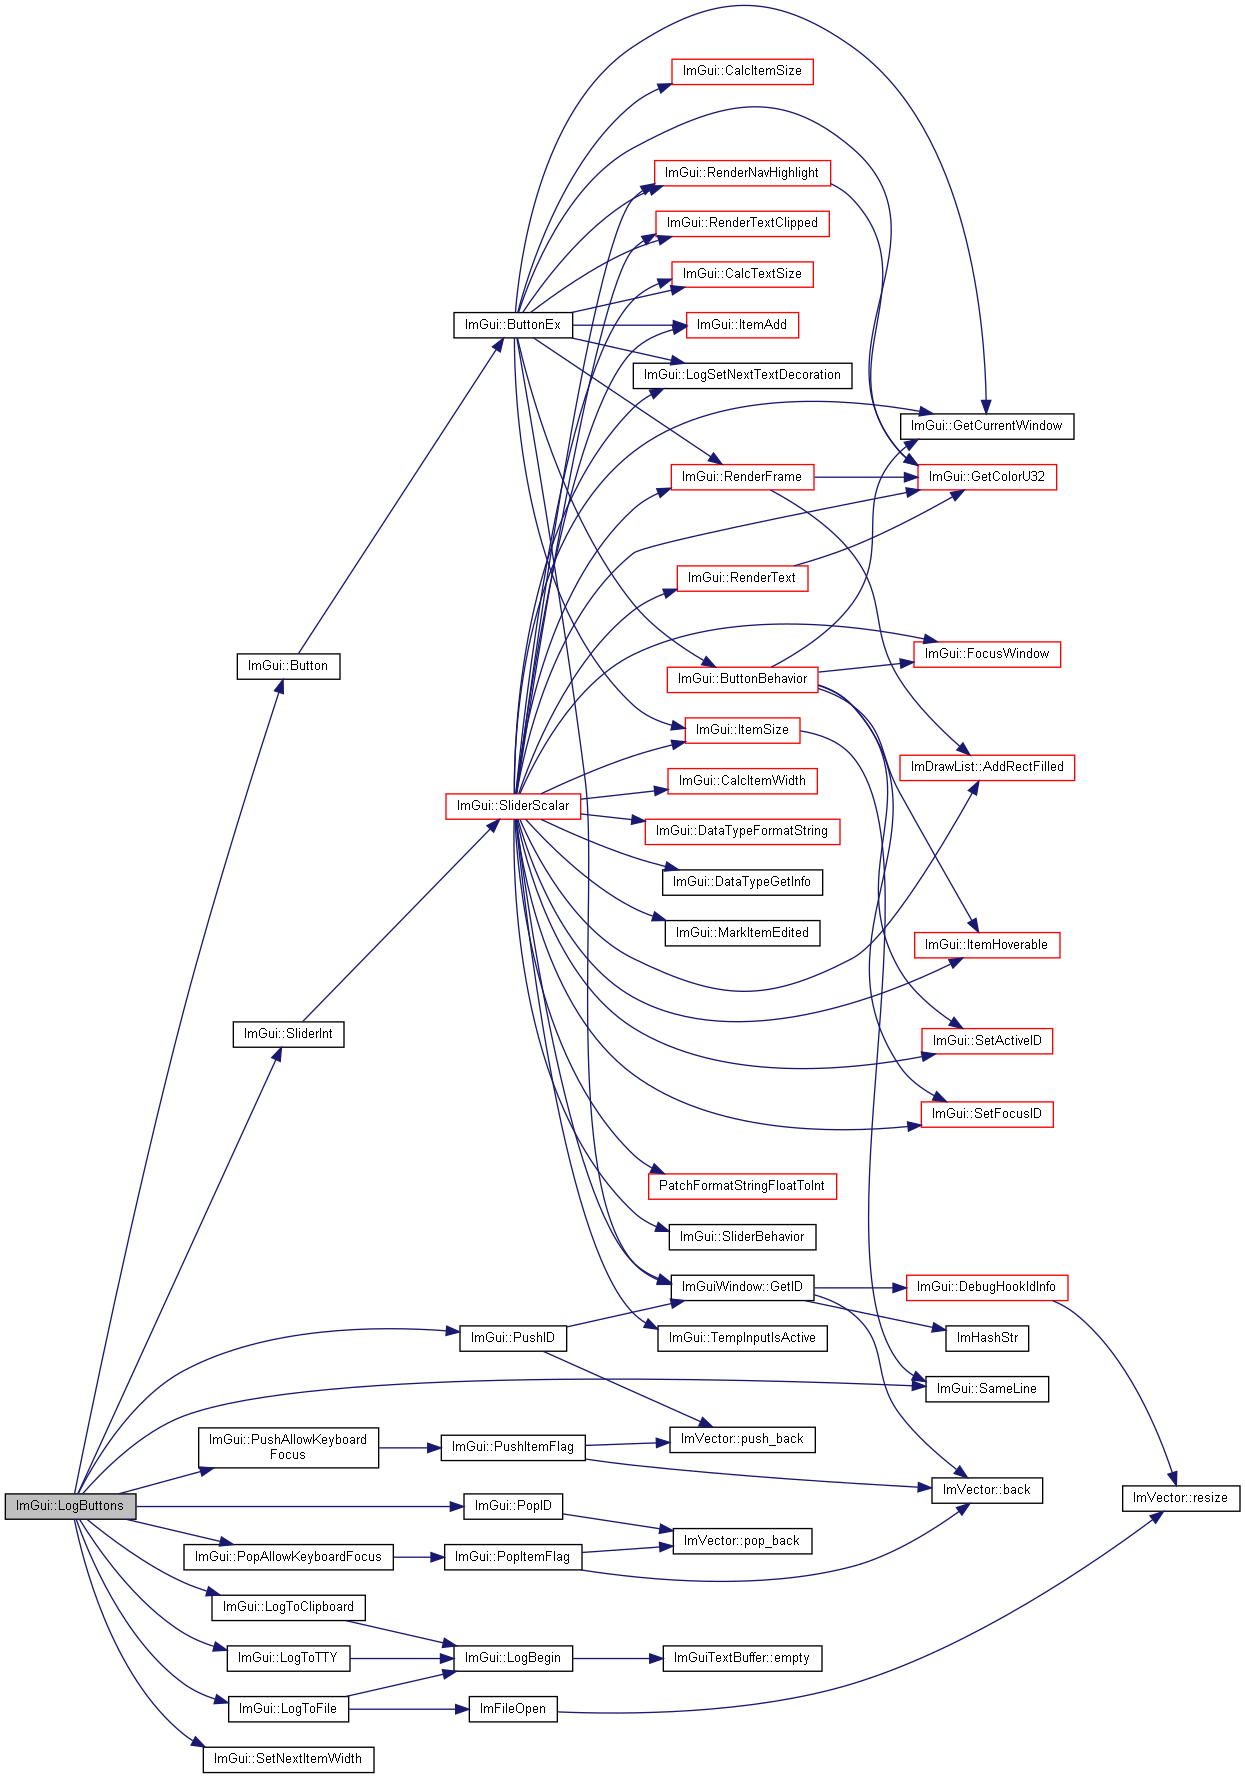 ImGui::CalcItemSize
ImGui::RenderNavHighlight
ImGui::RenderTextClipped
ImGui::CalcTextSize
ImGui::ButtonEx
ImGui::ItemAdd
ImGui::LogSetNextTextDecoration
ImGui::GetCurrentWindow
ImGui::RenderFrame
ImGui::GetColorU32
ImGui::RenderText
ImGui::FocusWindow
ImGui::Button
ImGui::ButtonBehavior
ImGui::ItemSize
ImDrawList::AddRectFilled
ImGui::CalcItemWidth
ImGui::SliderScalar
ImGui::DataTypeFormatString
ImGui::DataTypeGetInfo
ImGui::MarkItemEdited
ImGui::ItemHoverable
ImGui::SliderInt
ImGui::SetActiveID
ImGui::SetFocusID
PatchFormatStringFloatToInt
ImGui::SliderBehavior
ImGuiWindow::GetID
ImGui::DebugHookIdInfo
ImGui::PushID
ImGui::TempInputIsActive
ImHashStr
ImGui::SameLine
ImGui::PushAllowKeyboard
Focus
ImGui::PushItemFlag
ImVector::push_back
ImVector::back
ImVector::resize
ImGui::LogButtons
ImGui::PopID
ImVector::pop_back
ImGui::PopAllowKeyboardFocus
ImGui::PopItemFlag
ImGui::LogToClipboard
ImGui::LogToTTY
ImGui::LogBegin
ImGuiTextBuffer::empty
ImGui::LogToFile
ImFileOpen
ImGui::SetNextItemWidth